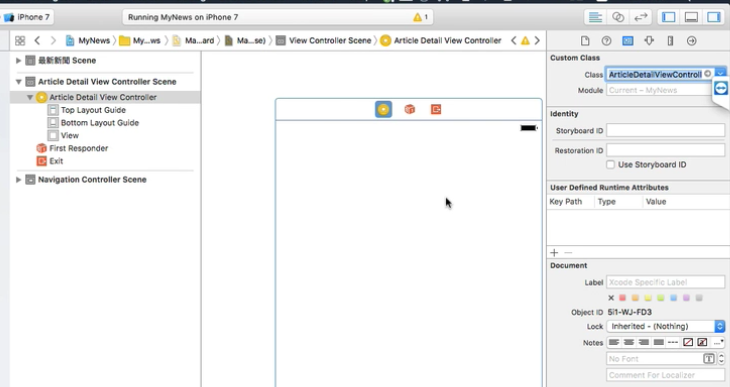 iPhone 7
Running MyNews on iPhone 7
1
MyNews
My...ws
Ma...ard
Ma...se)
View Controller Scene
Article Detail View Controller
最新新聞 Scene
Article Detail View Controller Scene
Article Detail View Controller
Top Layout Guide
Bottom Layout Guide
View
First Responder
Exit
Navigation Controller Scene
Custom Class
Class ArticleDetailViewControll
Module Current – MyNews
Identity
Storyboard ID
Restoration ID
Use Storyboard ID
User Defined Runtime Attributes
Key Path Type Value
Document
Label Xcode Specific Label
Object ID 5i1-WJ-FD3
Lock Inherited - (Nothing)
Notes
No Font
Comment For Localizer